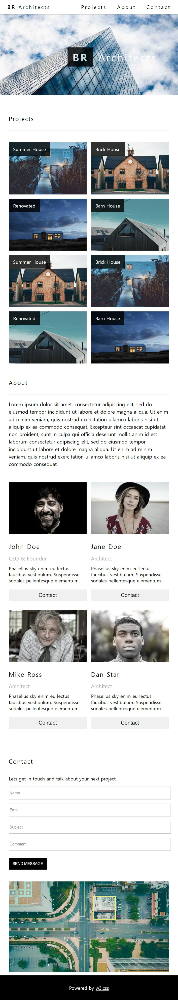 BR Architects Projects About Contact
BR Architects
Projects
Summer House Brick House
Renovated Barn House
Summer House Brick House
Renovated Barn House
About
Lorem ipsum dolor sit amet, consectetur adipiscing elit, sed do
eiusmod tempor incididunt ut labore et dolore magna aliqua. Ut enim
ad minim veniam, quis nostrud exercitation ullamco laboris nisi ut
aliquip ex ea commodo consequat. Excepteur sint occaecat cupidatat
non proident, sunt in culpa qui officia deserunt mollit anim id est
laborum consectetur adipiscing elit, sed do eiusmod tempor
incididunt ut labore et dolore magna aliqua. Ut enim ad minim
veniam, quis nostrud exercitation ullamco laboris nisi ut aliquip ex ea
commodo consequat.
John Doe
CEO & Founder
Phasellus sky enim eu lectus
faucibus vestibulum. Suspendisse
sodales pellentesque elementum.
Contact
Jane Doe
Architect
Phasellus sky enim eu lectus
faucibus vestibulum. Suspendisse
sodales pellentesque elementum.
Contact
Mike Ross
Architect
Phasellus sky enim eu lectus
faucibus vestibulum. Suspendisse
sodales pellentesque elementum
Contact
Dan Star
Architect
Phasellus sky enim eu lectus
faucibus vestibulum. Suspendisse
sodales pellentesque elementum
Contact
Contact
Lets get in touch and talk about your next project.
Name
Email
Subject
Comment
SEND MESSAGE
Powered by w3.css